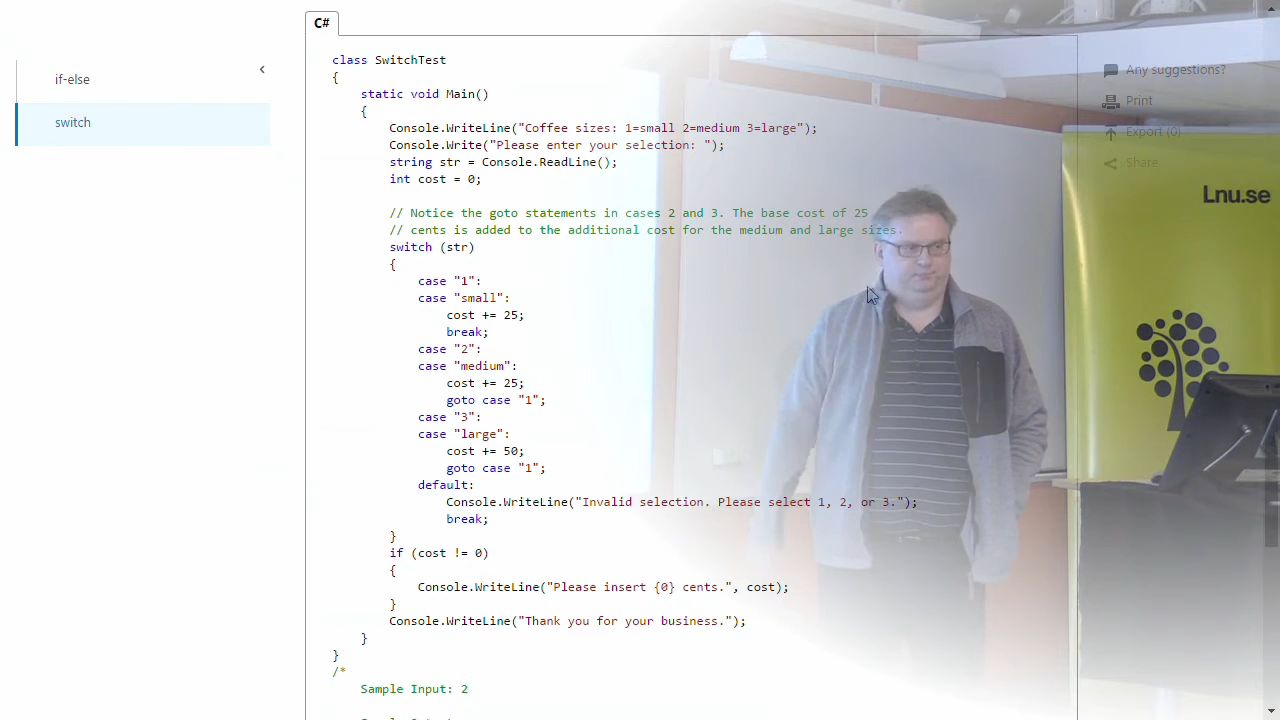 C#
if-else
switch
class SwitchTest
{
static void Main()
{
Console.WriteLine("Coffee sizes: 1=small 2=medium 3=large");
Console.Write("Please enter your selection: ");
string str = Console.ReadLine();
int cost = 0;
// Notice the goto statements in cases 2 and 3. The base cost of 25
// cents is added to the additional cost for the medium and large sizes.
switch (str)
{
case "1":
case "small":
cost += 25;
break;
case "2":
case "medium":
cost += 25;
goto case "1";
case "3":
case "large":
cost += 50;
goto case "1";
default:
Console.WriteLine("Invalid selection. Please select 1, 2, or 3.");
break;
}
if (cost != 0)
{
Console.WriteLine("Please insert {0} cents.", cost);
}
Console.WriteLine("Thank you for your business.");
}
}
/*
Sample Input: 2
Any suggestions?
Print
Export (0)
Share
Lnu.se